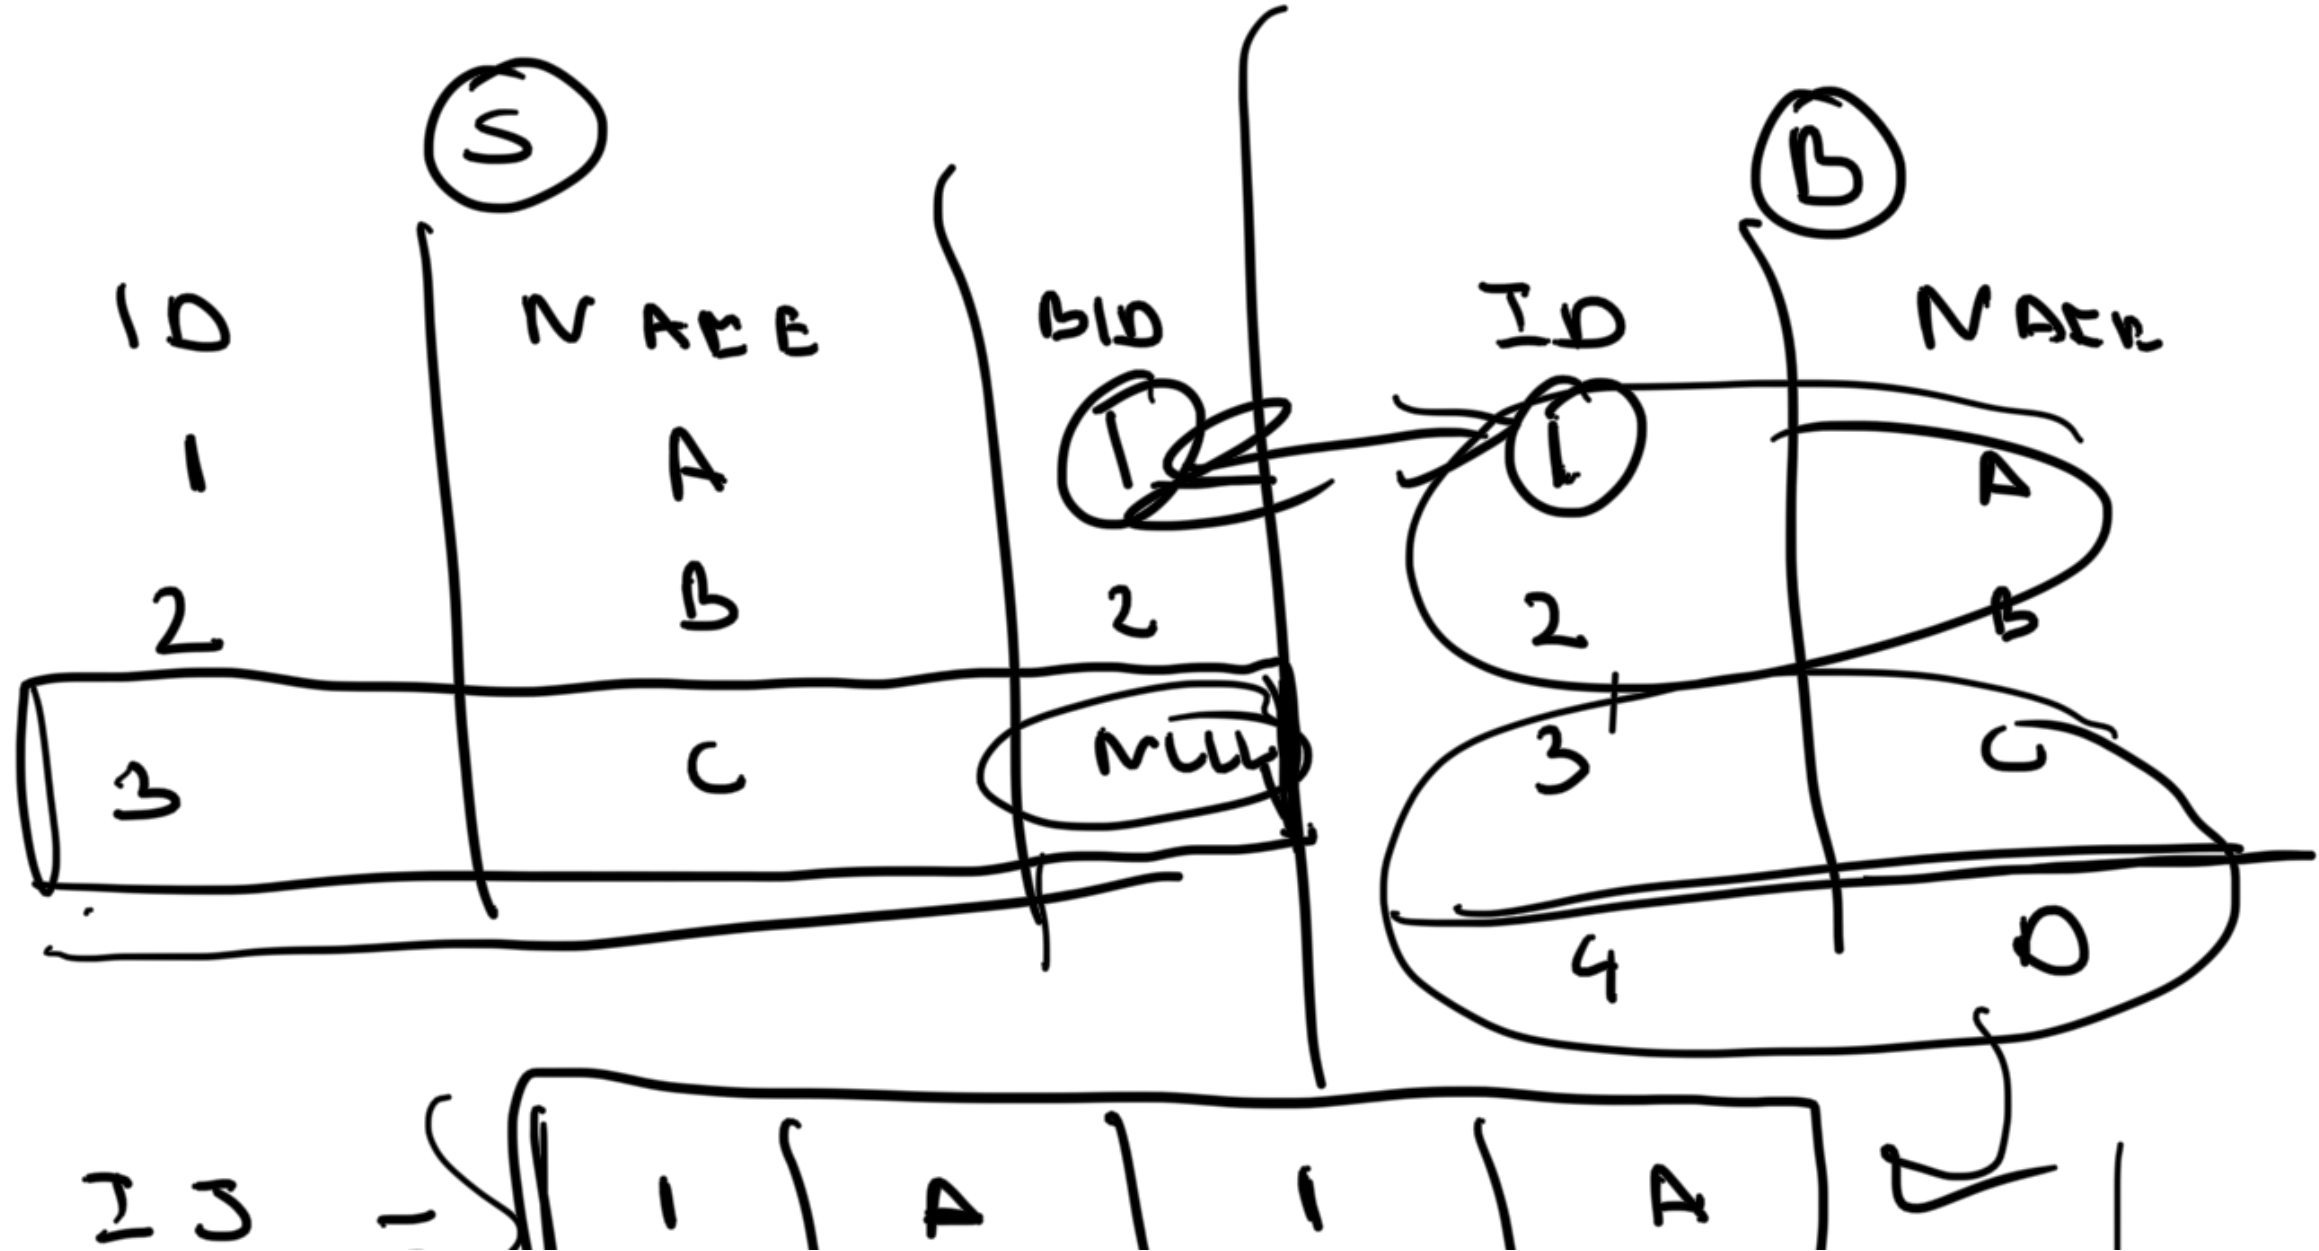 S B
ID NAME BID ID NAME
1 A 1 1 A
2 B 2 2 B
3 C NULL 3 C
4 D
IJ - 1 A 1 A